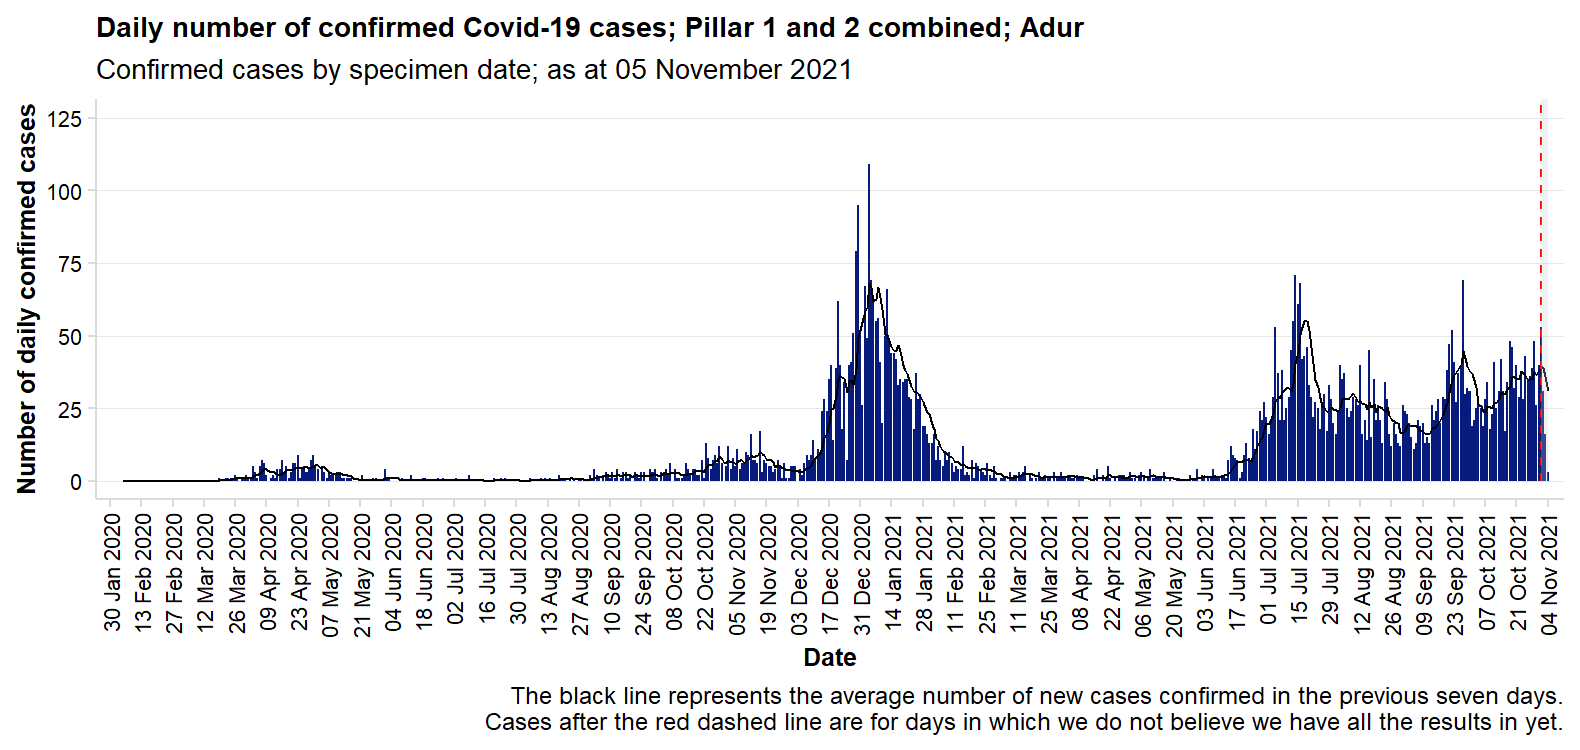 Daily number of confirmed Covid-19 cases; Pillar 1 and 2 combined; Adur
Confirmed cases by specimen date; as at 05 November 2021
Number of daily confirmed cases
125
100
75
50
25
0
30 Jan 2020
13 Feb 2020
27 Feb 2020
12 Mar 2020
26 Mar 2020
09 Apr 2020
23 Apr 2020
07 May 2020
21 May 2020
04 Jun 2020
18 Jun 2020
02 Jul 2020
16 Jul 2020
30 Jul 2020
13 Aug 2020
27 Aug 2020
10 Sep 2020
24 Sep 2020
08 Oct 2020
22 Oct 2020
05 Nov 2020
19 Nov 2020
03 Dec 2020
17 Dec 2020
31 Dec 2020
14 Jan 2021
28 Jan 2021
11 Feb 2021
25 Feb 2021
11 Mar 2021
25 Mar 2021
08 Apr 2021
22 Apr 2021
06 May 2021
20 May 2021
03 Jun 2021
17 Jun 2021
01 Jul 2021
15 Jul 2021
29 Jul 2021
12 Aug 2021
26 Aug 2021
09 Sep 2021
23 Sep 2021
07 Oct 2021
21 Oct 2021
04 Nov 2021
Date
The black line represents the average number of new cases confirmed in the previous seven days.
Cases after the red dashed line are for days in which we do not believe we have all the results in yet.